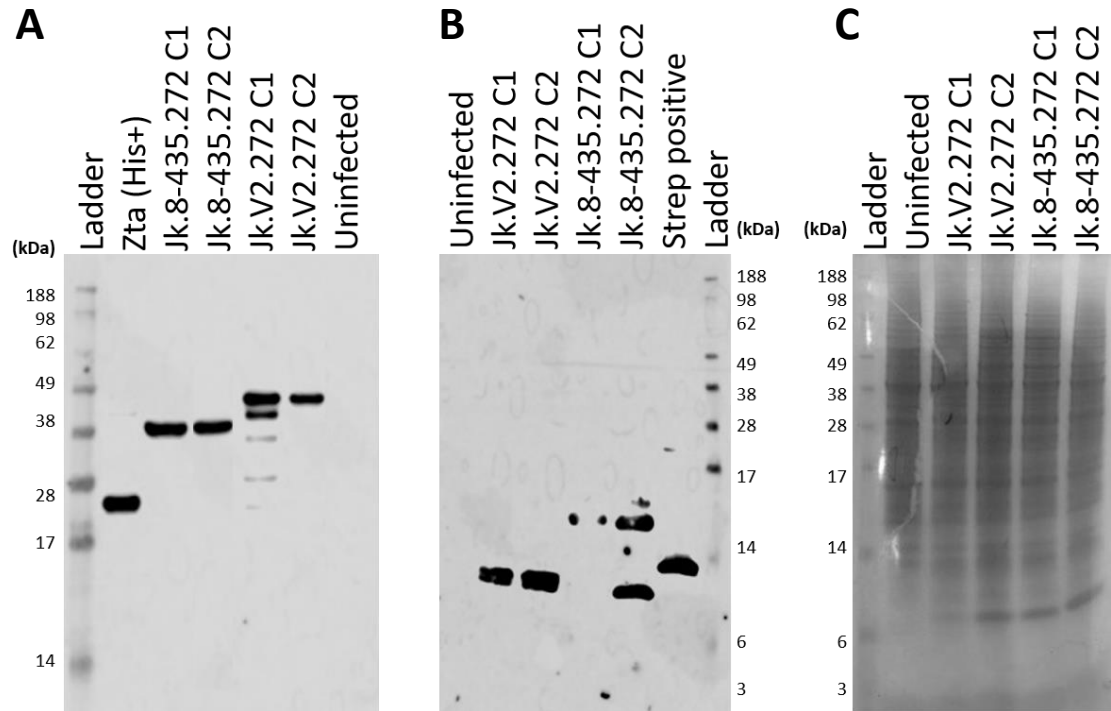 A
(kDa)
Ladder
Zta (His+)
Jk.8-435.272 C1
Jk.8-435.272 C2
Jk.V2.272 C1
Jk.V2.272 C2
Uninfected
188
98
62
49
38
28
17
14
B
Uninfected
Jk.V2.272 C1
Jk.V2.272 C2
Jk.8-435.272 C1
Jk.8-435.272 C2
Strep positive
Ladder
(kDa)
188
98
62
49
38
28
17
14
6
3
C
(kDa)
Ladder
Uninfected
Jk.V2.272 C1
Jk.V2.272 C2
Jk.8-435.272 C1
Jk.8-435.272 C2
188
98
62
49
38
28
17
14
6
3